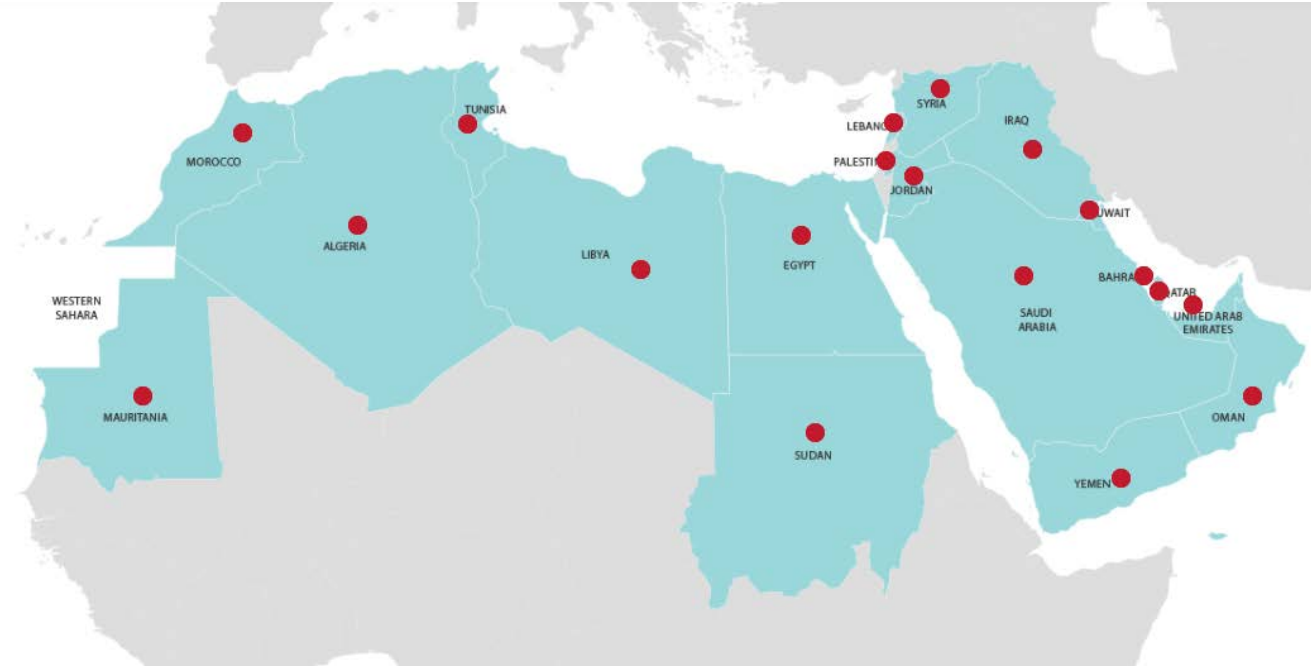 SYRIA
TUNISIA
IRAQ
LEBANO
MOROCCO
PALESTIN
JORDAN
UWAIT
ALGERIA
LIBYA
EGYPT
BAHRA
QATAR
WESTERN
SAHARA
SAUDI
ARABIA
UNITED ARAB
EMIRATES
MAURITANIA
OMAN
SUDAN
YEMEN